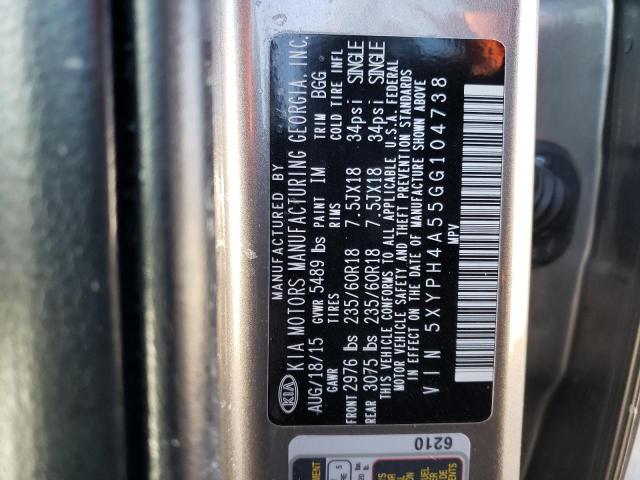 MANUFACTURED BY
KIA KIA MOTORS MANUFACTURING GEORGIA, INC.
AUG/18/15 GVWR 5489 lbs PAINT IM TRIM BGG
GAWR TIRES RIMS COLD TIRE INFL
FRONT 2976 lbs 235/60R18 7.5JX18 34psi SINGLE
REAR 3075 lbs 235/60R18 7.5JX18 34psi SINGLE
THIS VEHICLE CONFORMS TO ALL APPLICABLE U.S.A. FEDERAL
MOTOR VEHICLE SAFETY AND THEFT PREVENTION STANDARDS
IN EFFECT ON THE DATE OF MANUFACTURE SHOWN ABOVE
VIN 5XYPH4A55GG104738
MPV
6210